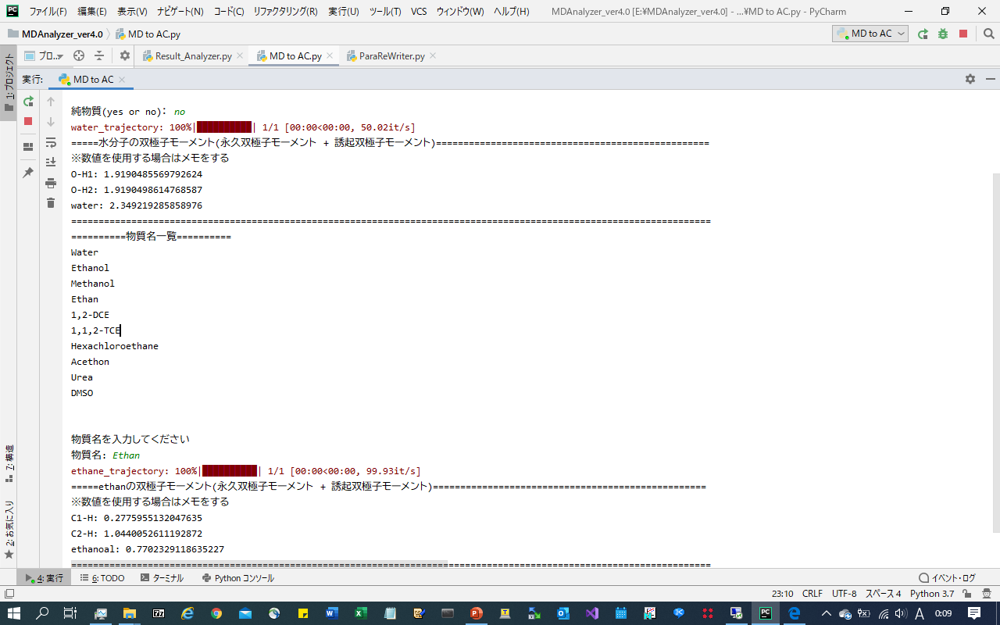 PC ファイル(F) 編集(E) 表示(V) ナビゲート(N) コード(C) リファクタリング(R) 実行(U) ツール(T) VCS ウィンドウ(W) ヘルプ(H) MDAnalyzer_ver4.0 [E:¥MDAnalyzer_ver4.0] - ...¥MD to AC.py - PyCharm
MDAnalyzer_ver4.0 MD to AC.py MD to AC
プロ... Result_Analyzer.py MD to AC.py ParaReWriter.py
1: プロジェクト
実行: MD to AC
純物質(yes or no): no
water_trajectory: 100%|██████████| 1/1 [00:00<00:00, 50.02it/s]
=====水分子の双極子モーメント(永久双極子モーメント + 誘起双極子モーメント)==================================================
※数値を使用する場合はメモをする
O-H1: 1.9190485569792624
O-H2: 1.9190498614768587
water: 2.349219285858976
=====================================================================================================================
==========物質名一覧==========
Water
Ethanol
Methanol
Ethan
1,2-DCE
1,1,2-TCE
Hexachloroethane
Acethon
Urea
DMSO
物質名を入力してください
物質名: Ethan
ethane_trajectory: 100%|██████████| 1/1 [00:00<00:00, 99.93it/s]
=====ethanの双極子モーメント(永久双極子モーメント + 誘起双極子モーメント)==================================================
※数値を使用する場合はメモをする
C1-H: 0.2775955132047635
C2-H: 1.0440052611192872
ethanoal: 0.7702329118635227
=====================================================================================================================
7: 構造
2: お気に入り
4: 実行 6: TODO ターミナル Python コンソール イベント・ログ
23:10 CRLF UTF-8 スペース 4 Python 3.7
A 0:09